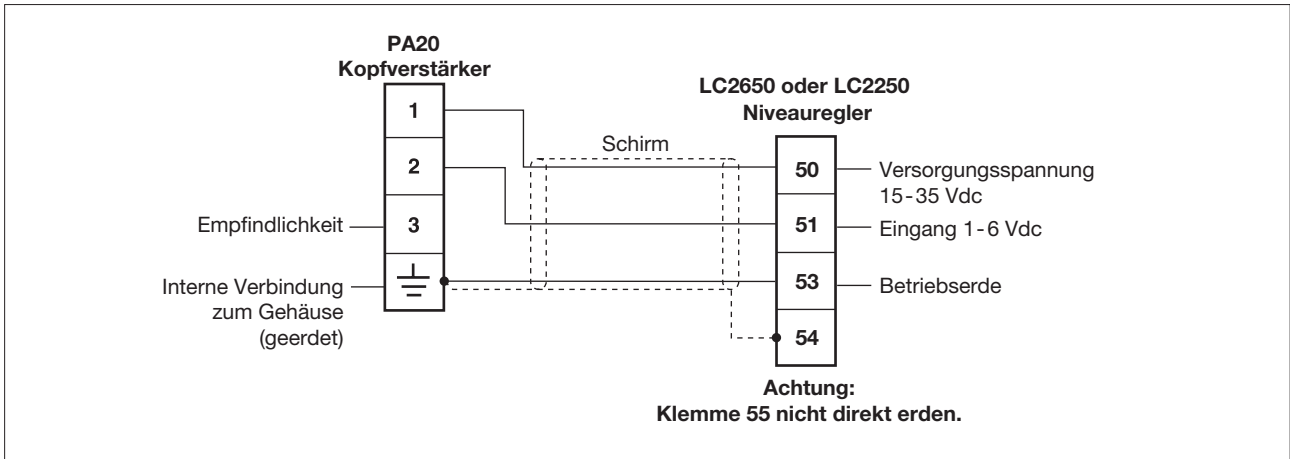 PA20
Kopfverstärker
1
2
3
Empfindlichkeit
Interne Verbindung
zum Gehäuse
(geerdet)
Schirm
LC2650 oder LC2250
Niveauregler
50
Versorgungsspannung
15-35 Vdc
51
Eingang 1-6 Vdc
53
Betriebserde
54
Achtung:
Klemme 55 nicht direkt erden.